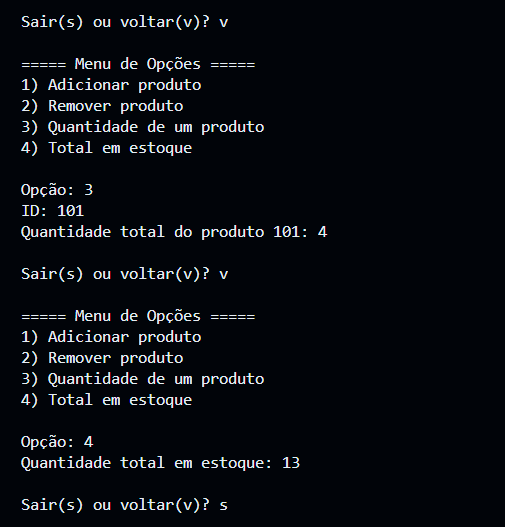 Sair(s) ou voltar(v)? v
===== Menu de Opções =====
1) Adicionar produto
2) Remover produto
3) Quantidade de um produto
4) Total em estoque
Opção: 3
ID: 101
Quantidade total do produto 101: 4
Sair(s) ou voltar(v)? v
===== Menu de Opções =====
1) Adicionar produto
2) Remover produto
3) Quantidade de um produto
4) Total em estoque
Opção: 4
Quantidade total em estoque: 13
Sair(s) ou voltar(v)? s